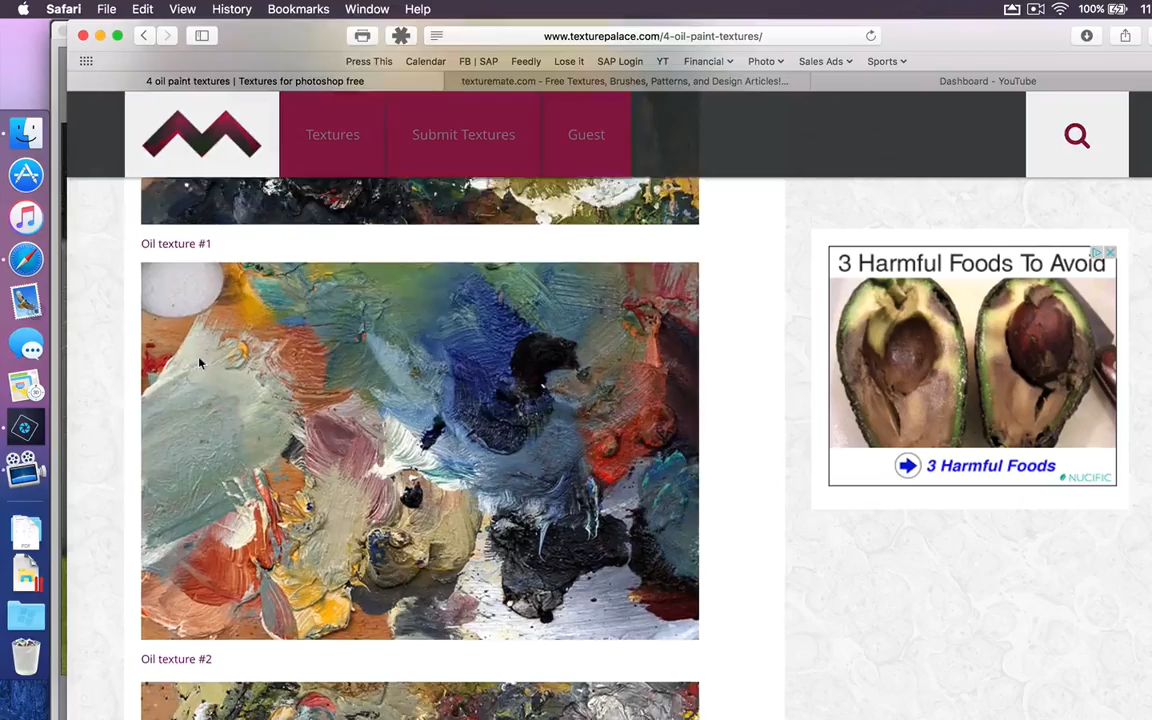 Safari File Edit View History Bookmarks Window Help 100% 11
www.texturepalace.com/4-oil-paint-textures/
Press This Calendar FB | SAP Feedly Lose it SAP Login YT Financial Photo Sales Ads Sports
4 oil paint textures | Textures for photoshop free texturemate.com - Free Textures, Brushes, Patterns, and Design Articles!... Dashboard - YouTube
Textures Submit Textures Guest
Oil texture #1
3 Harmful Foods To Avoid
3 Harmful Foods
NUCIFIC
Oil texture #2